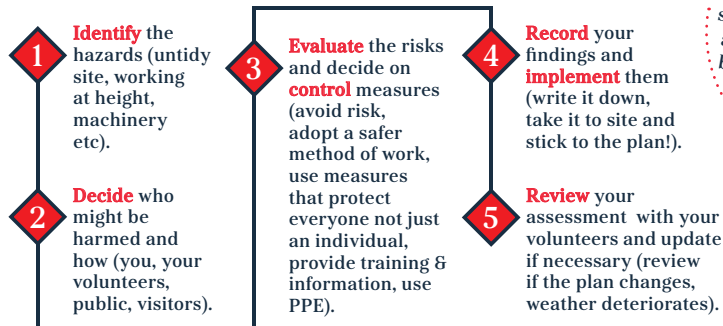 1
Identify the
hazards (untidy
site, working
at height,
machinery
etc).
2
Decide who
might be
harmed and
how (you, your
volunteers,
public, visitors).
3
Evaluate the risks
and decide on
control measures
(avoid risk,
adopt a safer
method of work,
use measures
that protect
everyone not just
an individual,
provide training &
information, use
PPE).
4
Record your
findings and
implement them
(write it down,
take it to site and
stick to the plan!).
5
Review your
assessment with your
volunteers and update
if necessary (review
if the plan changes,
weather deteriorates).